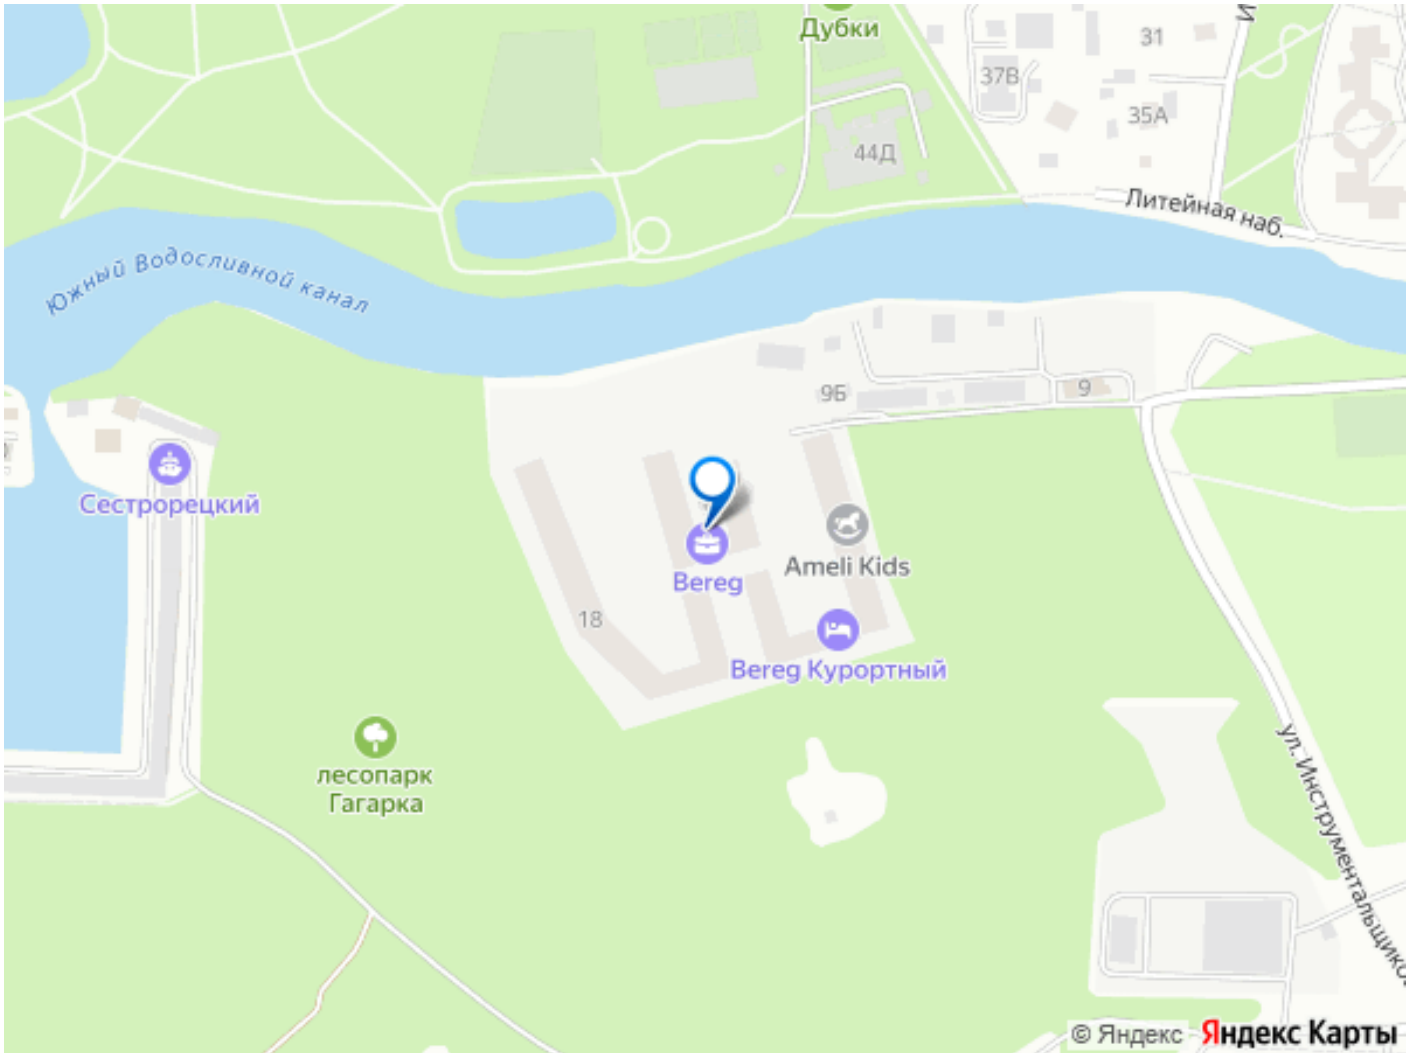 Дубки
31
37В
35А
44Д
Литейная наб.
Южный Водосливной канал
9Б
9
Сестрорецкий
Bereg
Ameli Kids
18
Bereg Курортный
лесопарк
Гагарка
ул. Инструментальщиков
© Яндекс Яндекс Карты